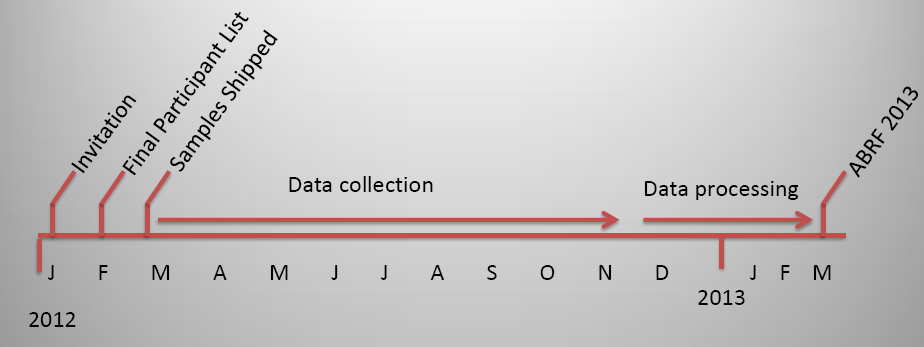 Invitation
Final Participant List
Samples Shipped
ABRF 2013
Data collection
Data processing
J F M A M J J A S O N D J F M
2013
2012